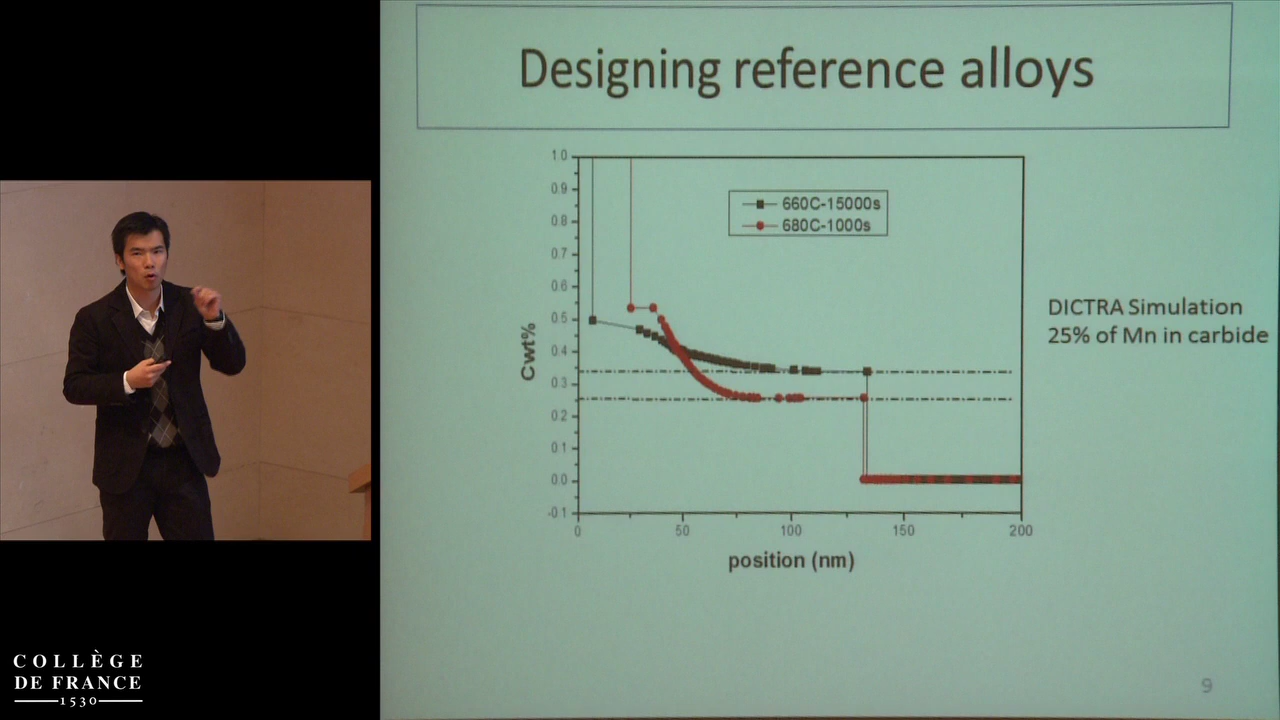 Designing reference alloys
1.0
0.9
0.8
0.7
0.6
0.5
0.4
0.3
0.2
0.1
0.0
-0.1
Cwt%
660C-15000s
680C-1000s
0
50
100
150
200
position (nm)
DICTRA Simulation
25% of Mn in carbide
9
COLLÈGE
DE FRANCE
1530